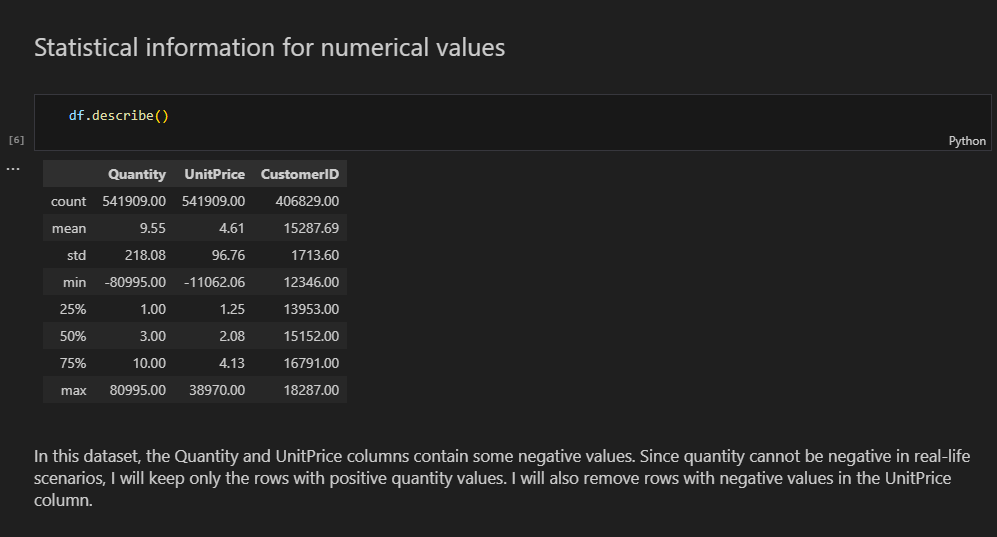 Statistical information for numerical values
df.describe()
[6]
Python
...
Quantity UnitPrice CustomerID
count 541909.00 541909.00 406829.00
mean 9.55 4.61 15287.69
std 218.08 96.76 1713.60
min -80995.00 -11062.06 12346.00
25% 1.00 1.25 13953.00
50% 3.00 2.08 15152.00
75% 10.00 4.13 16791.00
max 80995.00 38970.00 18287.00
In this dataset, the Quantity and UnitPrice columns contain some negative values. Since quantity cannot be negative in real-life
scenarios, I will keep only the rows with positive quantity values. I will also remove rows with negative values in the UnitPrice
column.